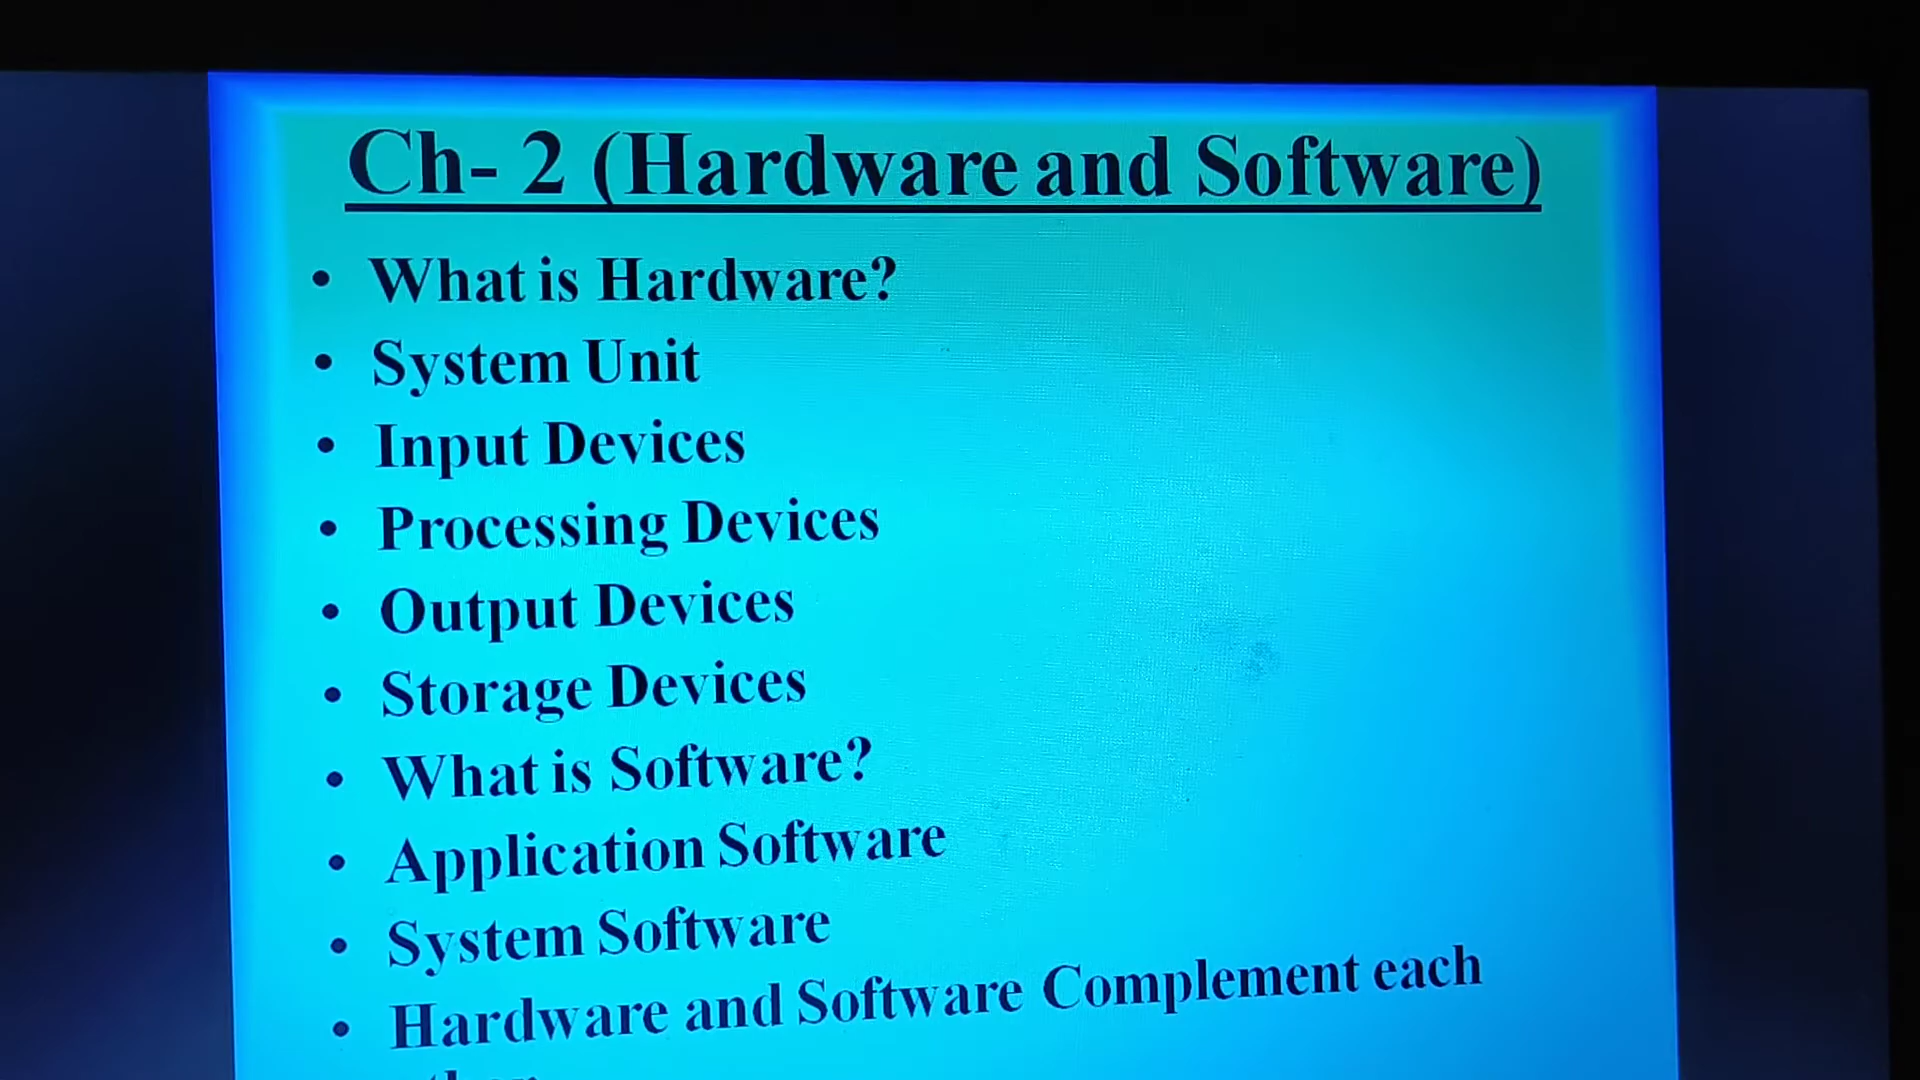 Ch- 2 (Hardware and Software)
• What is Hardware?
• System Unit
• Input Devices
• Processing Devices
• Output Devices
• Storage Devices
• What is Software?
• Application Software
• System Software
• Hardware and Software Complement each